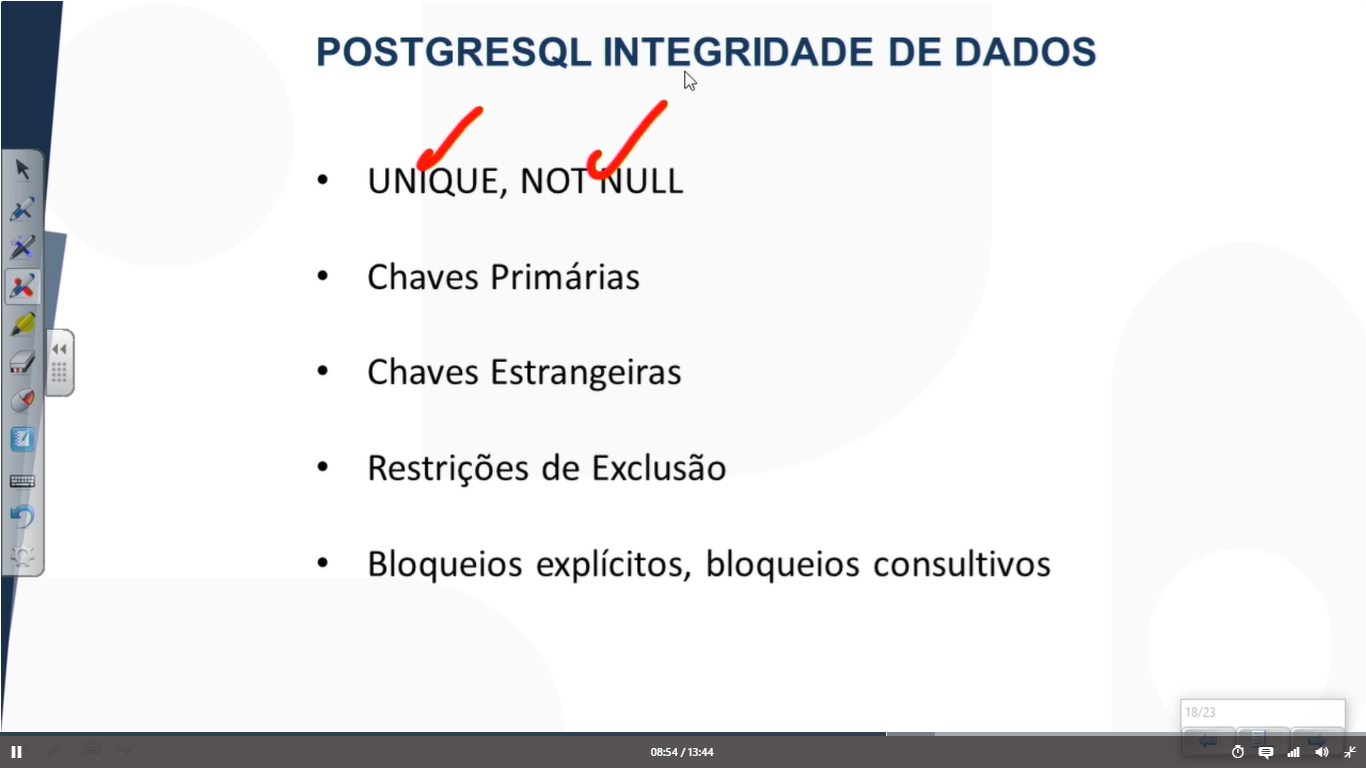 POSTGRESQL INTEGRIDADE DE DADOS
• UNIQUE, NOT NULL
• Chaves Primárias
• Chaves Estrangeiras
• Restrições de Exclusão
• Bloqueios explícitos, bloqueios consultivos
18/23
08:54 / 13:44